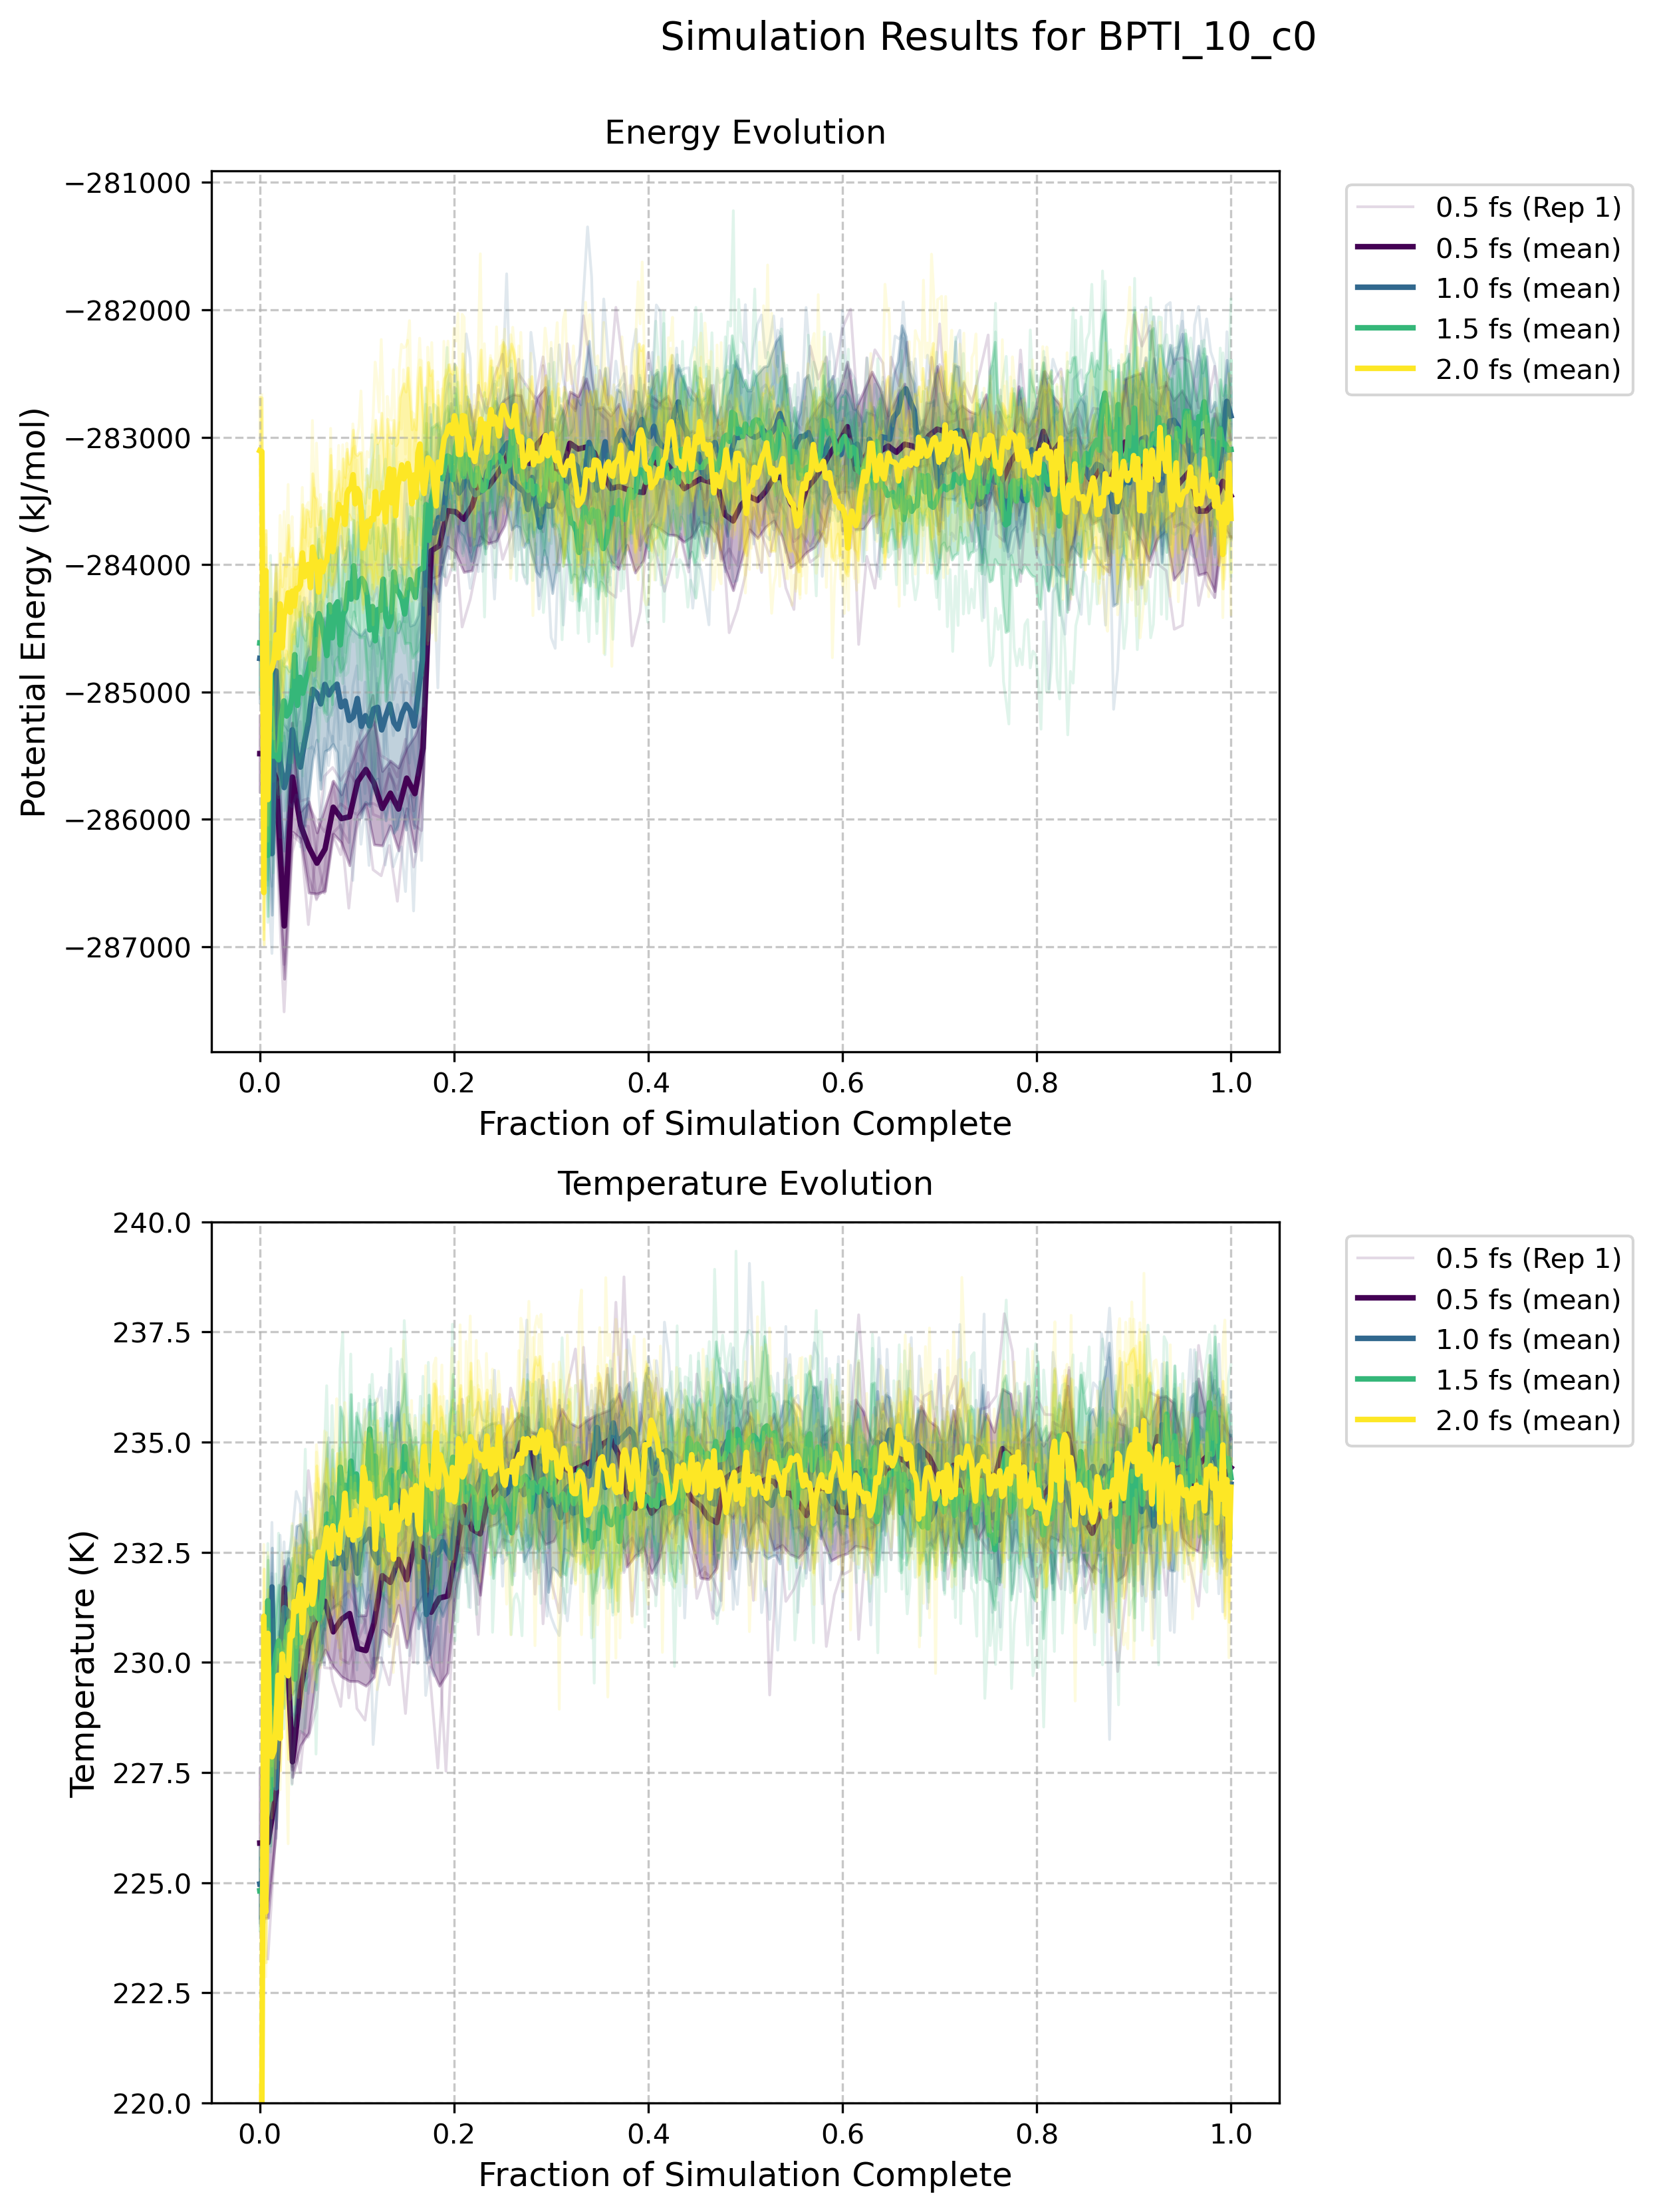 Simulation Results for BPTI_10_c0
Energy Evolution
−281000
−282000
−283000
−284000
−285000
−286000
−287000
Potential Energy (kJ/mol)
0.0 0.2 0.4 0.6 0.8 1.0
Fraction of Simulation Complete
0.5 fs (Rep 1)
0.5 fs (mean)
1.0 fs (mean)
1.5 fs (mean)
2.0 fs (mean)
Temperature Evolution
240.0
237.5
235.0
232.5
230.0
227.5
225.0
222.5
220.0
Temperature (K)
0.0 0.2 0.4 0.6 0.8 1.0
Fraction of Simulation Complete
0.5 fs (Rep 1)
0.5 fs (mean)
1.0 fs (mean)
1.5 fs (mean)
2.0 fs (mean)